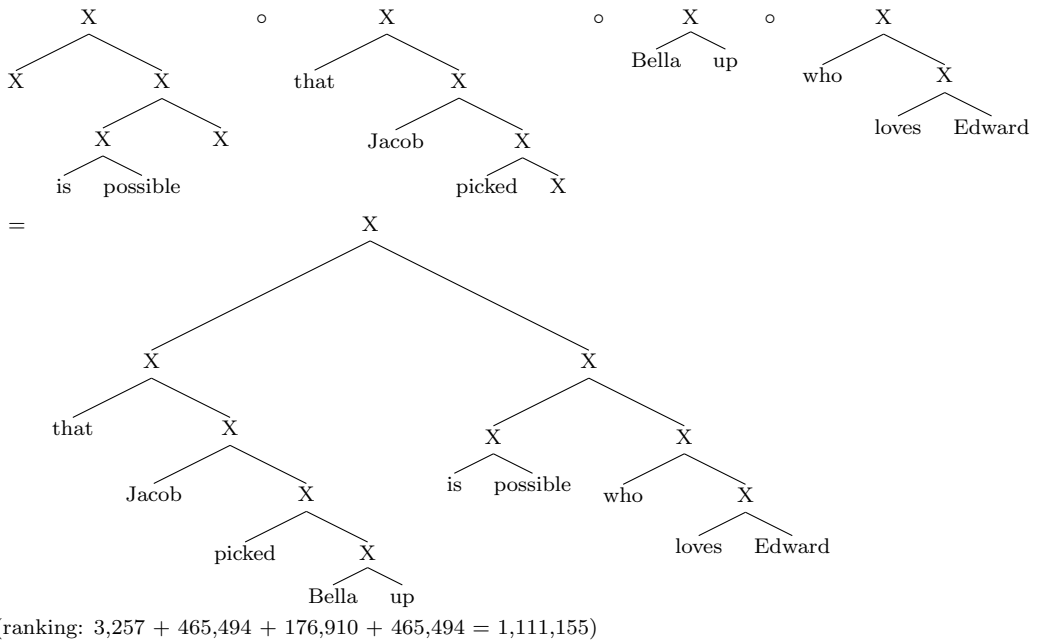 X ∘ X ∘ X ∘ X
X X that X Bella up who X
X X Jacob X loves Edward
is possible picked X
= X
X X
that X X X
Jacob X is possible who X
picked X loves Edward
Bella up
(ranking: 3,257 + 465,494 + 176,910 + 465,494 = 1,111,155)